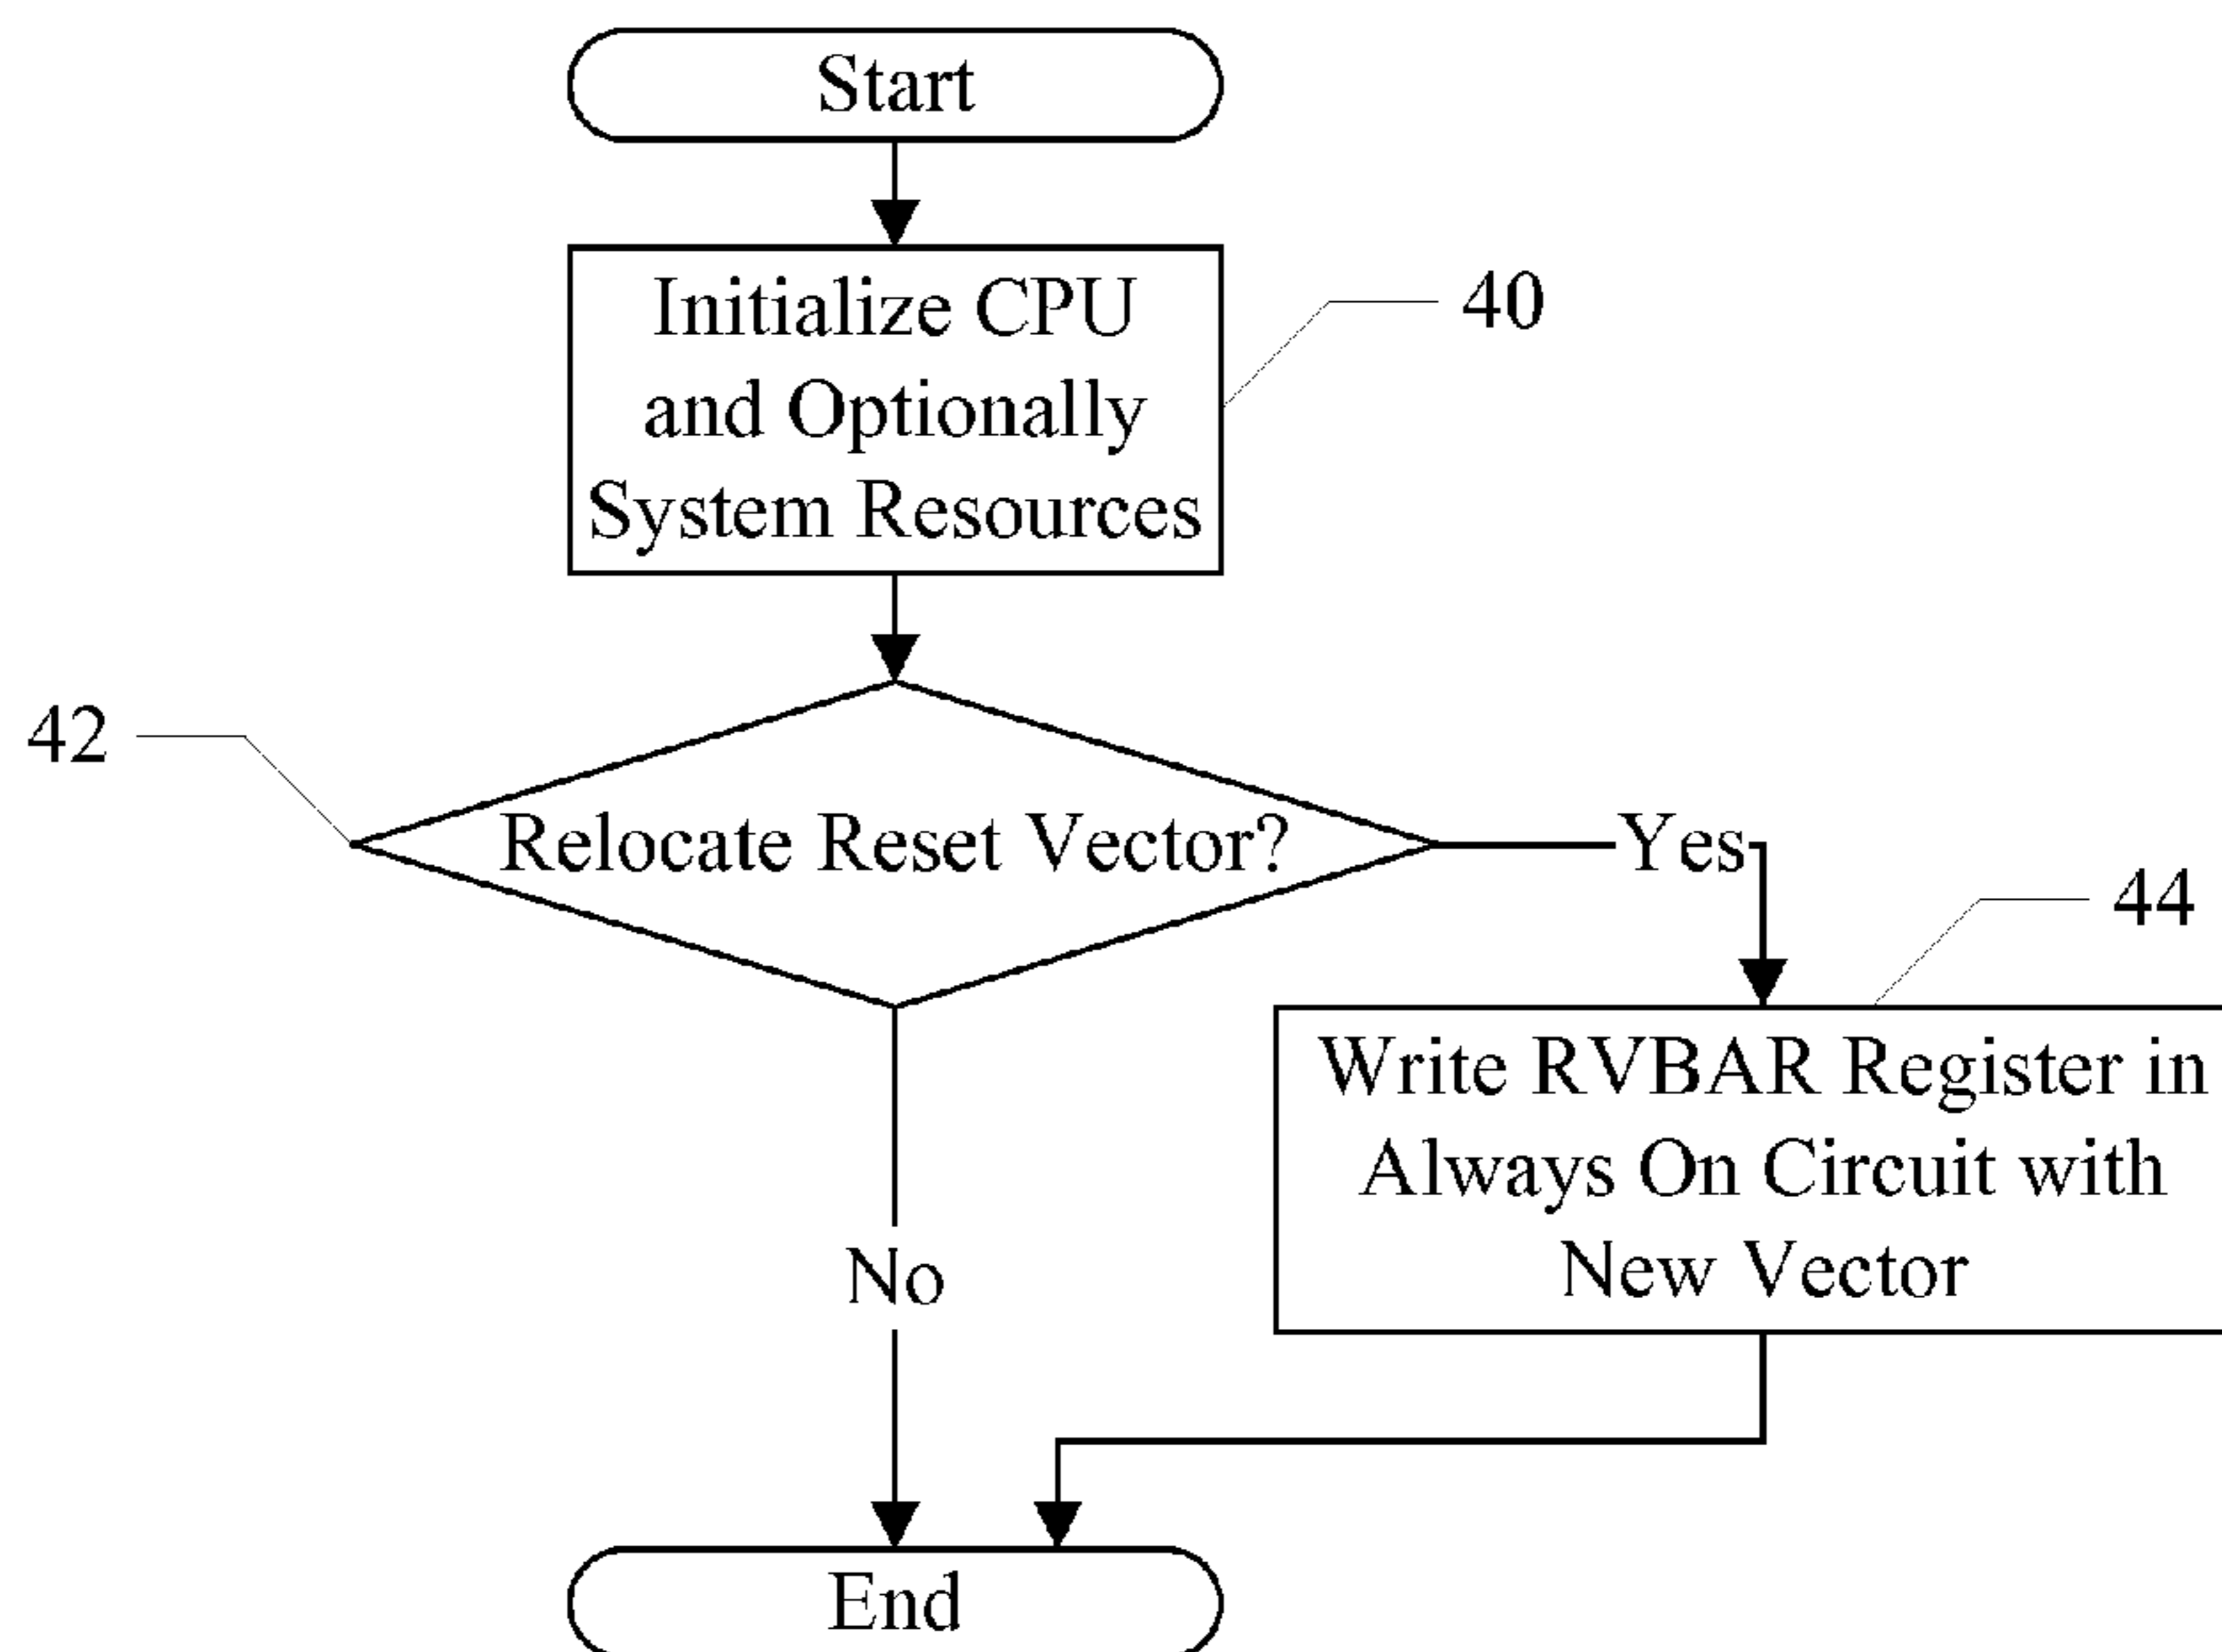 Start
Initialize CPU
and Optionally
System Resources
40
42
Relocate Reset Vector?
Yes
44
Write RVBAR Register in
Always On Circuit with
New Vector
No
End